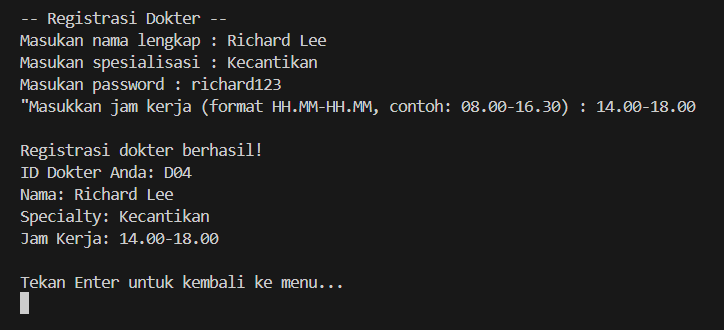 -- Registrasi Dokter --
Masukan nama lengkap : Richard Lee
Masukan spesialisasi : Kecantikan
Masukan password : richard123
"Masukkan jam kerja (format HH.MM-HH.MM, contoh: 08.00-16.30) : 14.00-18.00
Registrasi dokter berhasil!
ID Dokter Anda: D04
Nama: Richard Lee
Specialty: Kecantikan
Jam Kerja: 14.00-18.00
Tekan Enter untuk kembali ke menu...